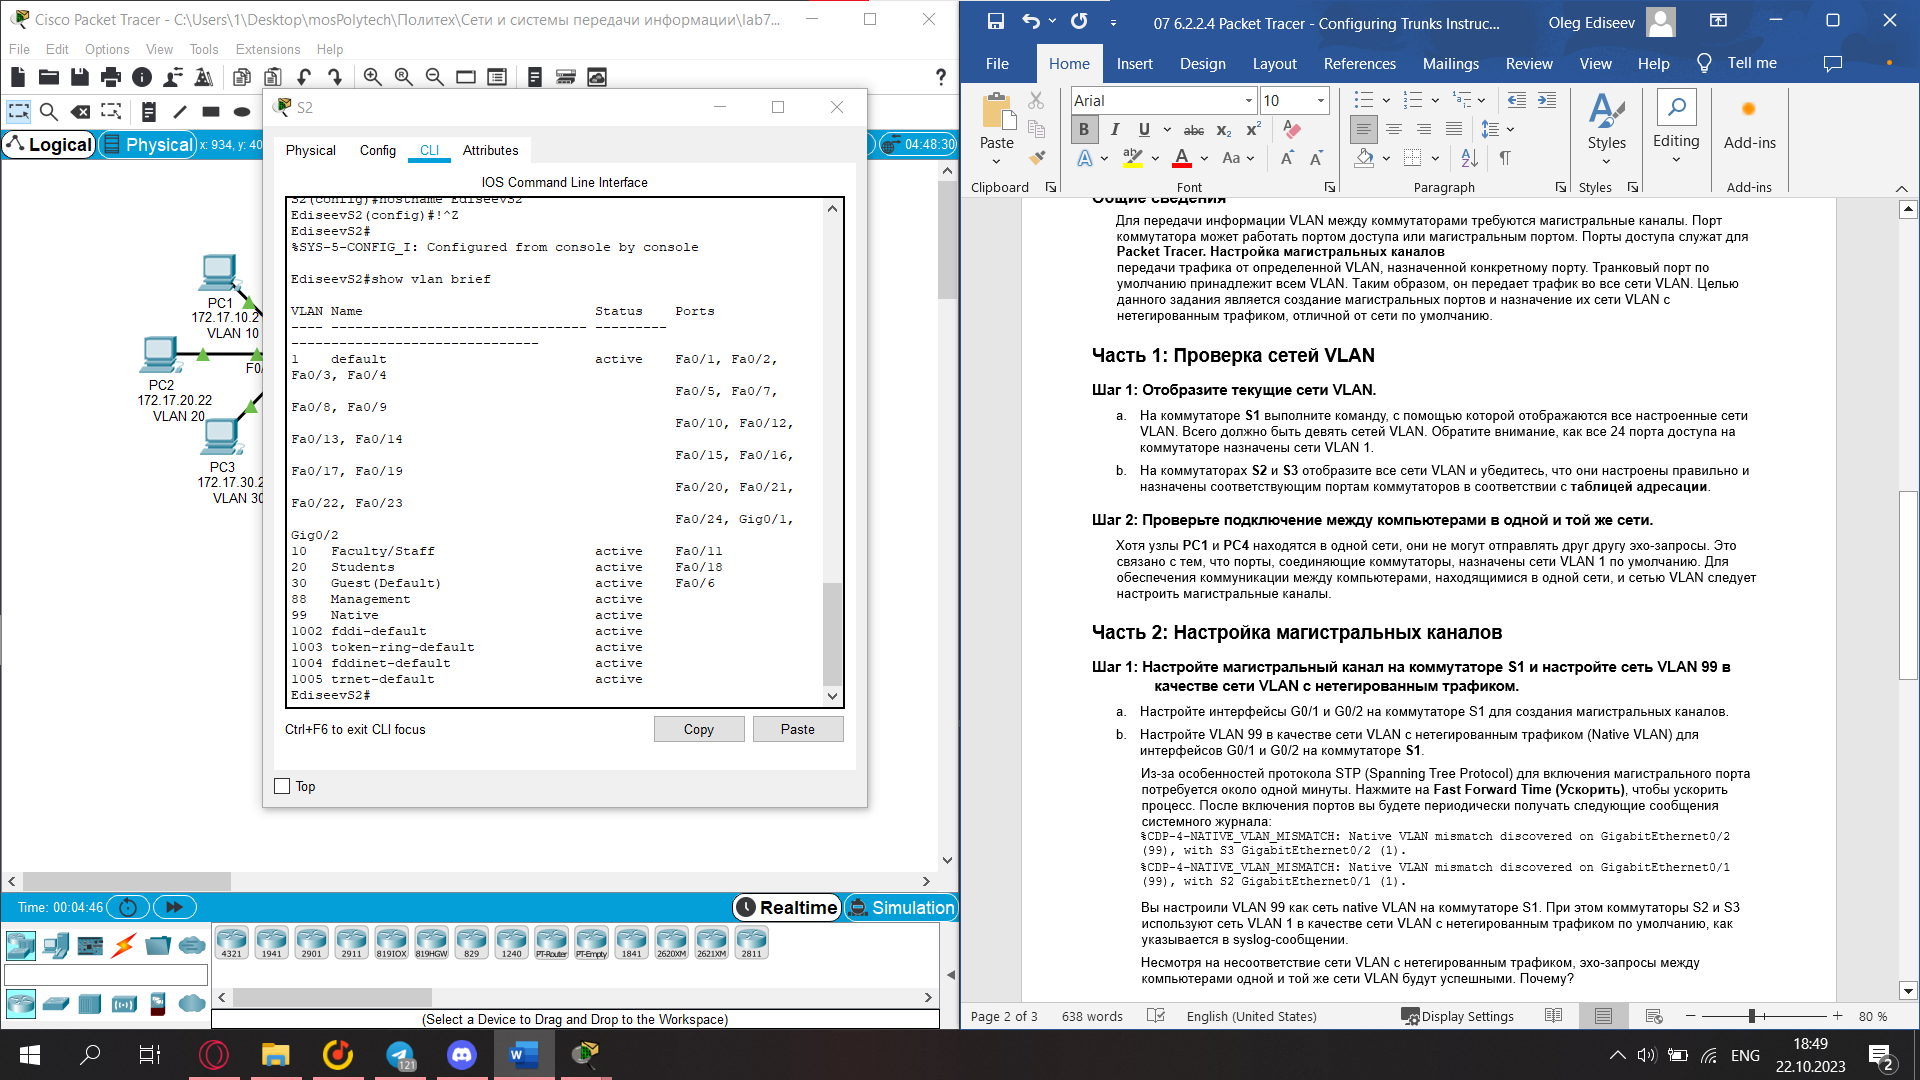 Cisco Packet Tracer - C:\Users\1\Desktop\mosPolytech\Политех\Сети и системы передачи информации\lab7...
File Edit Options View Tools Extensions Help
Logical
Physical
x: 934, y: 40
04:48:30
PC1
172.17.10.2
VLAN 10
PC2
172.17.20.22
VLAN 20
F0/
PC3
172.17.30.2
VLAN 30
S2
Physical Config CLI Attributes
IOS Command Line Interface
S2(config)#hostname EdiseevS2
EdiseevS2(config)#!^Z
EdiseevS2#
%SYS-5-CONFIG_I: Configured from console by console
EdiseevS2#show vlan brief
VLAN Name Status Ports
---- -------------------------------- ---------
-------------------------------
1 default active Fa0/1, Fa0/2,
Fa0/3, Fa0/4
Fa0/5, Fa0/7,
Fa0/8, Fa0/9
Fa0/10, Fa0/12,
Fa0/13, Fa0/14
Fa0/15, Fa0/16,
Fa0/17, Fa0/19
Fa0/20, Fa0/21,
Fa0/22, Fa0/23
Fa0/24, Gig0/1,
Gig0/2
10 Faculty/Staff active Fa0/11
20 Students active Fa0/18
30 Guest(Default) active Fa0/6
88 Management active
99 Native active
1002 fddi-default active
1003 token-ring-default active
1004 fddinet-default active
1005 trnet-default active
EdiseevS2#
Ctrl+F6 to exit CLI focus
Copy
Paste
Top
Time: 00:04:46
Realtime
Simulation
4321 1941 2901 2911 819IOX 819HGW 829 1240 PT-Router PT-Empty 1841 2620XM 2621XM 2811
(Select a Device to Drag and Drop to the Workspace)
07 6.2.2.4 Packet Tracer - Configuring Trunks Instruc...
Oleg Ediseev
File Home Insert Design Layout References Mailings Review View Help Tell me
Paste
Clipboard
Arial
10
B I U abc x₂ x²
A A Aa A A
Font
Paragraph
Styles
Styles
Editing
Add-ins
Add-ins
Общие сведения
Для передачи информации VLAN между коммутаторами требуются магистральные каналы. Порт
коммутатора может работать портом доступа или магистральным портом. Порты доступа служат для
Packet Tracer. Настройка магистральных каналов
передачи трафика от определенной VLAN, назначенной конкретному порту. Транковый порт по
умолчанию принадлежит всем VLAN. Таким образом, он передает трафик во все сети VLAN. Целью
данного задания является создание магистральных портов и назначение их сети VLAN с
нетегированным трафиком, отличной от сети по умолчанию.
Часть 1: Проверка сетей VLAN
Шаг 1: Отобразите текущие сети VLAN.
a. На коммутаторе S1 выполните команду, с помощью которой отображаются все настроенные сети
VLAN. Всего должно быть девять сетей VLAN. Обратите внимание, как все 24 порта доступа на
коммутаторе назначены сети VLAN 1.
b. На коммутаторах S2 и S3 отобразите все сети VLAN и убедитесь, что они настроены правильно и
назначены соответствующим портам коммутаторов в соответствии с таблицей адресации.
Шаг 2: Проверьте подключение между компьютерами в одной и той же сети.
Хотя узлы PC1 и PC4 находятся в одной сети, они не могут отправлять друг другу эхо-запросы. Это
связано с тем, что порты, соединяющие коммутаторы, назначены сети VLAN 1 по умолчанию. Для
обеспечения коммуникации между компьютерами, находящимися в одной сети, и сетью VLAN следует
настроить магистральные каналы.
Часть 2: Настройка магистральных каналов
Шаг 1: Настройте магистральный канал на коммутаторе S1 и настройте сеть VLAN 99 в
качестве сети VLAN с нетегированным трафиком.
a. Настройте интерфейсы G0/1 и G0/2 на коммутаторе S1 для создания магистральных каналов.
b. Настройте VLAN 99 в качестве сети VLAN с нетегированным трафиком (Native VLAN) для
интерфейсов G0/1 и G0/2 на коммутаторе S1.
Из-за особенностей протокола STP (Spanning Tree Protocol) для включения магистрального порта
потребуется около одной минуты. Нажмите на Fast Forward Time (Ускорить), чтобы ускорить
процесс. После включения портов вы будете периодически получать следующие сообщения
системного журнала:
%CDP-4-NATIVE_VLAN_MISMATCH: Native VLAN mismatch discovered on GigabitEthernet0/2
(99), with S3 GigabitEthernet0/2 (1).
%CDP-4-NATIVE_VLAN_MISMATCH: Native VLAN mismatch discovered on GigabitEthernet0/1
(99), with S2 GigabitEthernet0/1 (1).
Вы настроили VLAN 99 как сеть native VLAN на коммутаторе S1. При этом коммутаторы S2 и S3
используют сеть VLAN 1 в качестве сети VLAN с нетегированным трафиком по умолчанию, как
указывается в syslog-сообщении.
Несмотря на несоответствие сети VLAN с нетегированным трафиком, эхо-запросы между
компьютерами одной и той же сети VLAN будут успешными. Почему?
Page 2 of 3 638 words English (United States) Display Settings 80 %
121
ENG
18:49
22.10.2023
2